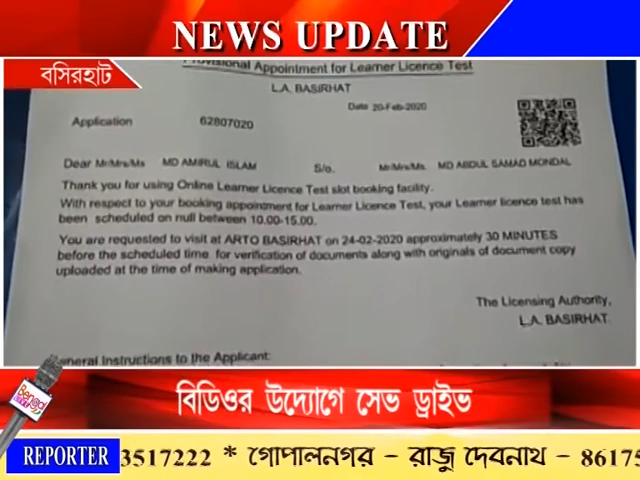 NEWS UPDATE
বসিরহাট
Provisional Appointment for Learner Licence Test
L.A. BASIRHAT
Date 20-Feb-2020
Application 62807020
Dear Mr/Mrs/Ms MD AMIRUL ISLAM S/o. Mr/Mrs/Ms. MD ABDUL SAMAD MONDAL
Thank you for using Online Learner Licence Test slot booking facility.
With respect to your booking appointment for Learner Licence Test, your Learner licence test has
been scheduled on null between 10.00-15.00.
You are requested to visit at ARTO BASIRHAT on 24-02-2020 approximately 30 MINUTES
before the scheduled time for verification of documents along with originals of document copy
uploaded at the time of making application.
The Licensing Authority,
L.A. BASIRHAT.
General Instructions to the Applicant:
বিডিওর উদ্যোগে সেভ ড্রাইভ
REPORTER 3517222 * গোপালনগর - রাজু দেবনাথ - 8617